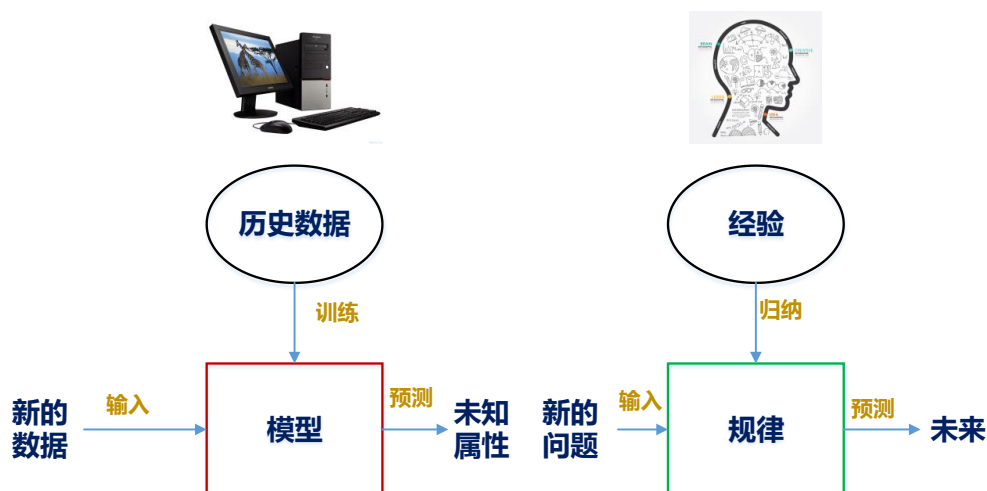 历史数据
经验
训练
归纳
新的
数据
输入
模型
预测
未知
属性
新的
问题
输入
规律
预测
未来